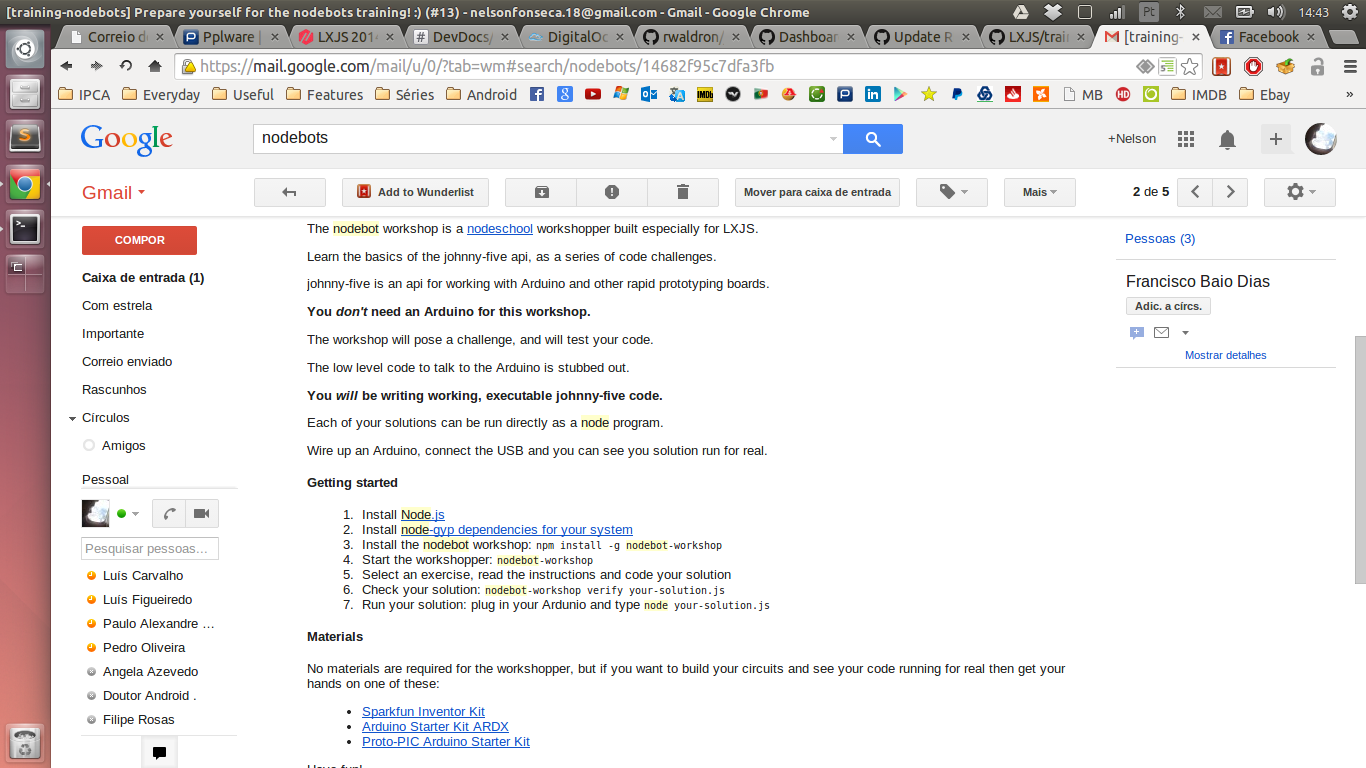 [training-nodebots] Prepare yourself for the nodebots training! :) (#13) - nelsonfonseca.18@gmail.com - Gmail - Google Chrome
Pt
14:43
Correio d
Pplware |
LXJS 2014
DevDocs/
DigitalOc
rwaldron/
Dashboar
Update R
LXJS/trai
[training-
Facebook
https://mail.google.com/mail/u/0/?tab=wm#search/nodebots/14682f95c7dfa3fb
IPCA
Everyday
Useful
Features
Séries
Android
MB
IMDB
Ebay
»
Google
nodebots
+Nelson
Gmail
Add to Wunderlist
Mover para caixa de entrada
Mais
2 de 5
COMPOR
Caixa de entrada (1)
Com estrela
Importante
Correio enviado
Rascunhos
Círculos
Amigos
Pessoal
Pesquisar pessoas...
Luís Carvalho
Luís Figueiredo
Paulo Alexandre ...
Pedro Oliveira
Angela Azevedo
Doutor Android .
Filipe Rosas
The nodebot workshop is a nodeschool workshopper built especially for LXJS.
Learn the basics of the johnny-five api, as a series of code challenges.
johnny-five is an api for working with Arduino and other rapid prototyping boards.
You don't need an Arduino for this workshop.
The workshop will pose a challenge, and will test your code.
The low level code to talk to the Arduino is stubbed out.
You will be writing working, executable johnny-five code.
Each of your solutions can be run directly as a node program.
Wire up an Arduino, connect the USB and you can see you solution run for real.
Getting started
1. Install Node.js
2. Install node-gyp dependencies for your system
3. Install the nodebot workshop: npm install -g nodebot-workshop
4. Start the workshopper: nodebot-workshop
5. Select an exercise, read the instructions and code your solution
6. Check your solution: nodebot-workshop verify your-solution.js
7. Run your solution: plug in your Ardunio and type node your-solution.js
Materials
No materials are required for the workshopper, but if you want to build your circuits and see your code running for real then get your
hands on one of these:
• Sparkfun Inventor Kit
• Arduino Starter Kit ARDX
• Proto-PIC Arduino Starter Kit
Have fun!
Pessoas (3)
Francisco Baio Dias
Adic. a círcs.
Mostrar detalhes